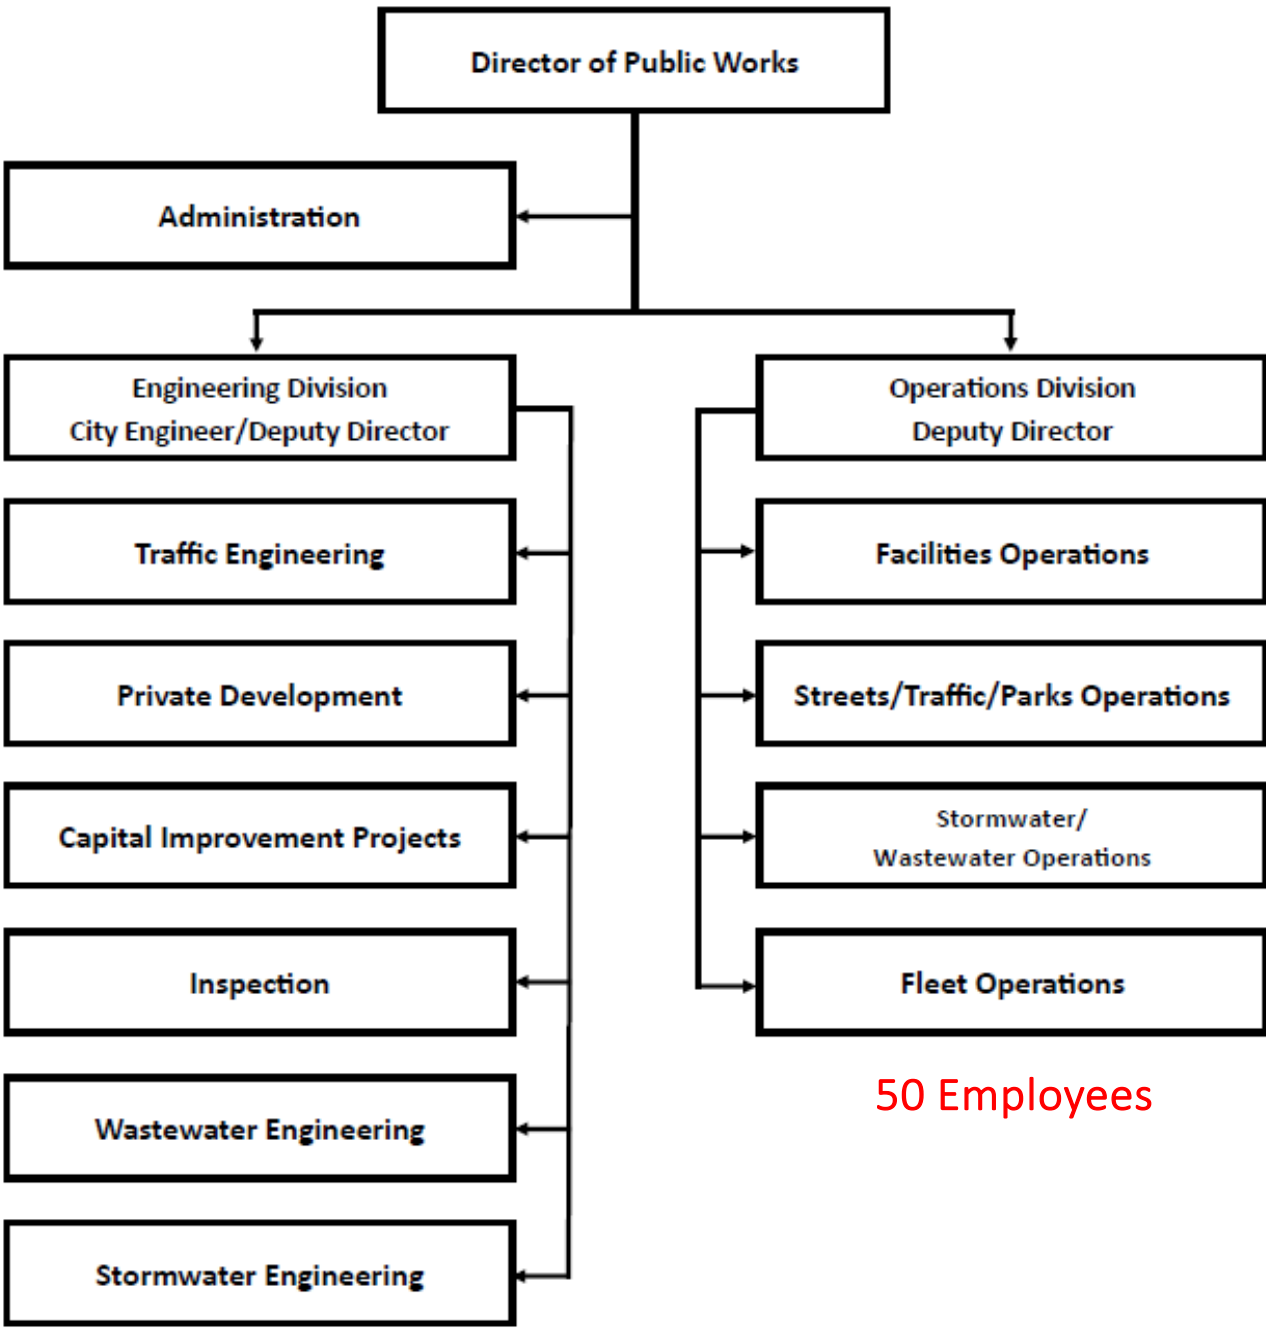 Director of Public Works
Administration
Engineering Division
City Engineer/Deputy Director
Traffic Engineering
Private Development
Capital Improvement Projects
Inspection
Wastewater Engineering
Stormwater Engineering
Operations Division
Deputy Director
Facilities Operations
Streets/Traffic/Parks Operations
Stormwater/
Wastewater Operations
Fleet Operations
50 Employees